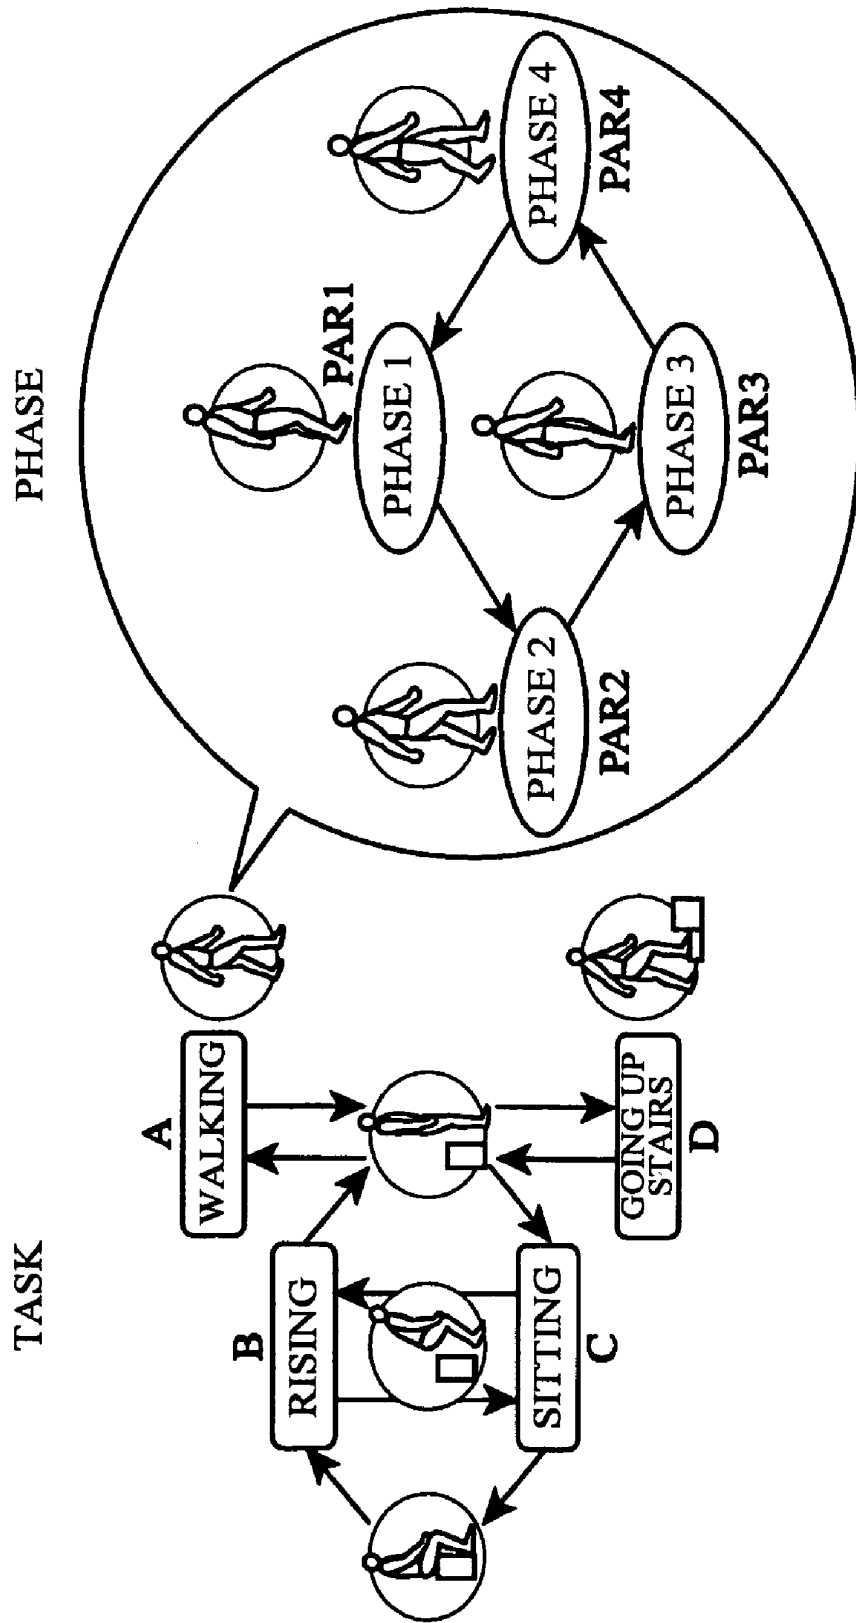 TASK
PHASE
A
WALKING
B
RISING
SITTING
C
GOING UP
STAIRS
D
PAR1
PHASE 1
PHASE 2
PAR2
PHASE 3
PAR3
PHASE 4
PAR4